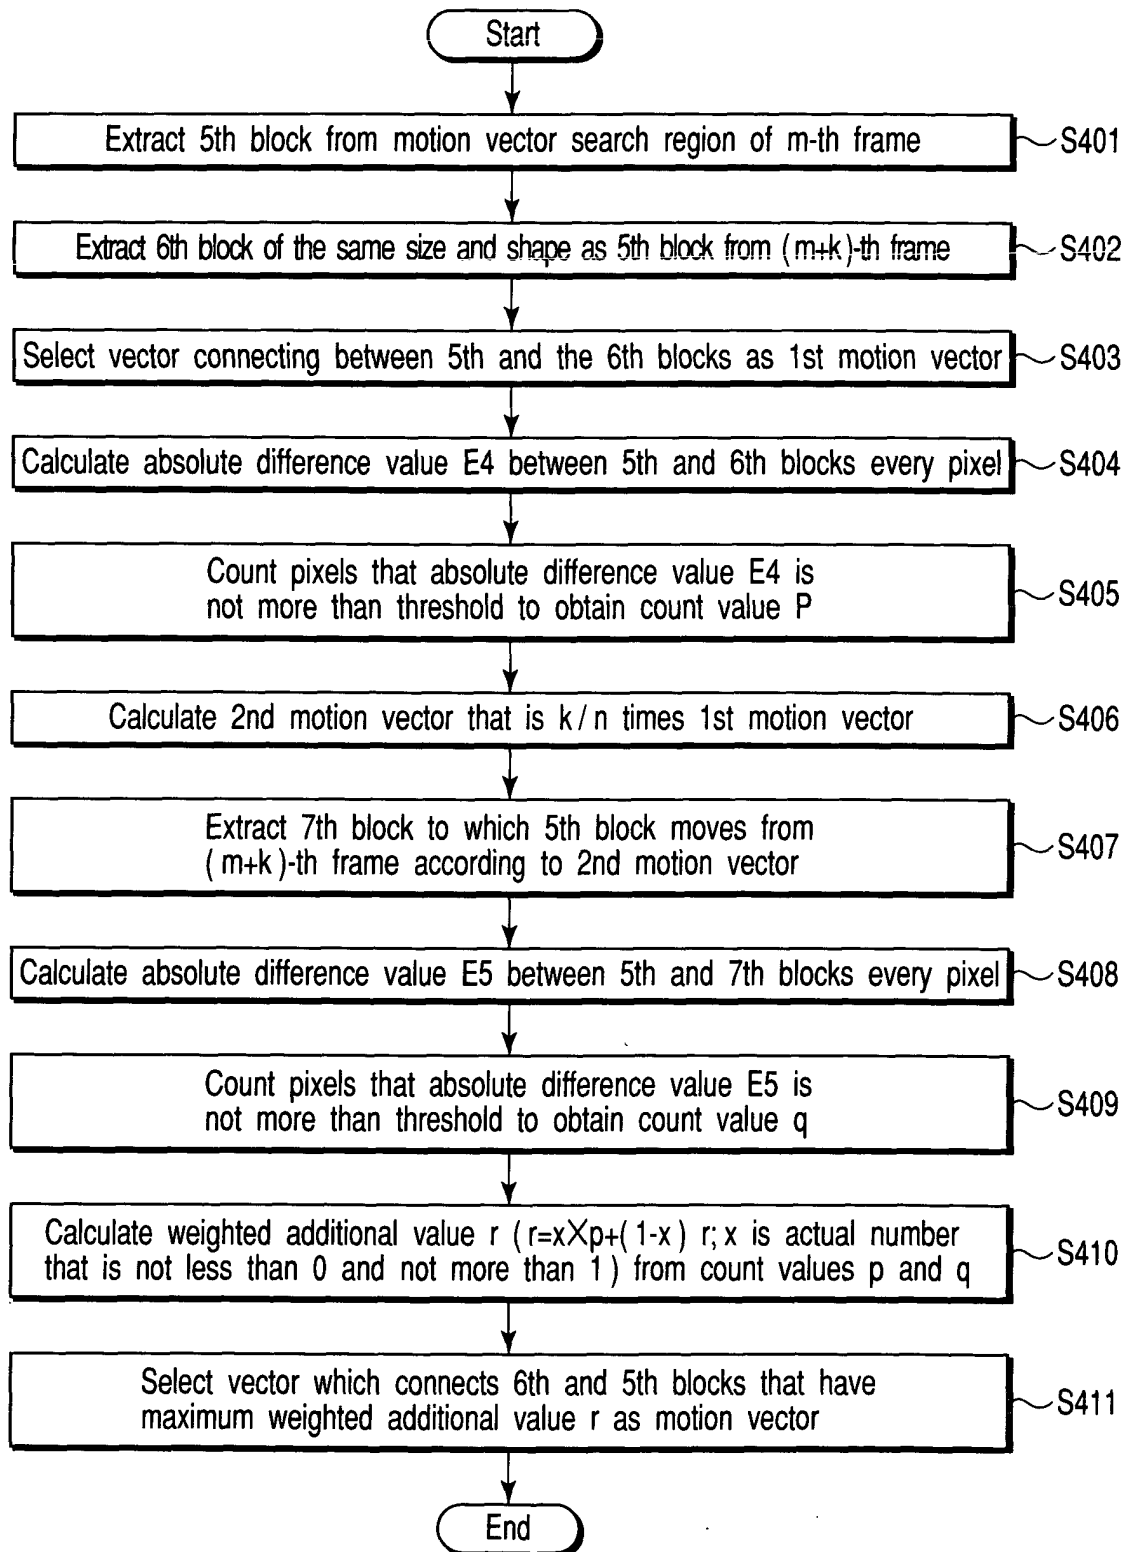 Start
Extract 5th block from motion vector search region of m-th frame
S401
Extract 6th block of the same size and shape as 5th block from (m+k)-th frame
S402
Select vector connecting between 5th and the 6th blocks as 1st motion vector
S403
Calculate absolute difference value E4 between 5th and 6th blocks every pixel
S404
Count pixels that absolute difference value E4 is
not more than threshold to obtain count value P
S405
Calculate 2nd motion vector that is k/n times 1st motion vector
S406
Extract 7th block to which 5th block moves from
(m+k)-th frame according to 2nd motion vector
S407
Calculate absolute difference value E5 between 5th and 7th blocks every pixel
S408
Count pixels that absolute difference value E5 is
not more than threshold to obtain count value q
S409
Calculate weighted additional value r (r=x×p+(1-x) r; x is actual number
that is not less than 0 and not more than 1) from count values p and q
S410
Select vector which connects 6th and 5th blocks that have
maximum weighted additional value r as motion vector
S411
End